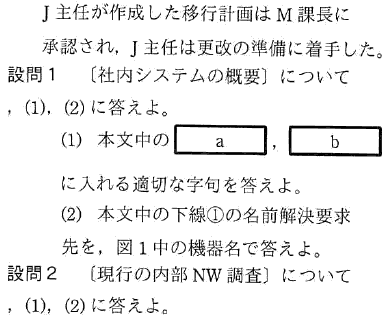 J主任が作成した移行計画はM課長に
承認され，J主任は更改の準備に着手した。
設問1 〔社内システムの概要〕について
，(1)，(2)に答えよ。
(1) 本文中の a ， b
に入れる適切な字句を答えよ。
(2) 本文中の下線①の名前解決要求
先を，図1中の機器名で答えよ。
設問2 〔現行の内部NW調査〕について
，(1)，(2)に答えよ。